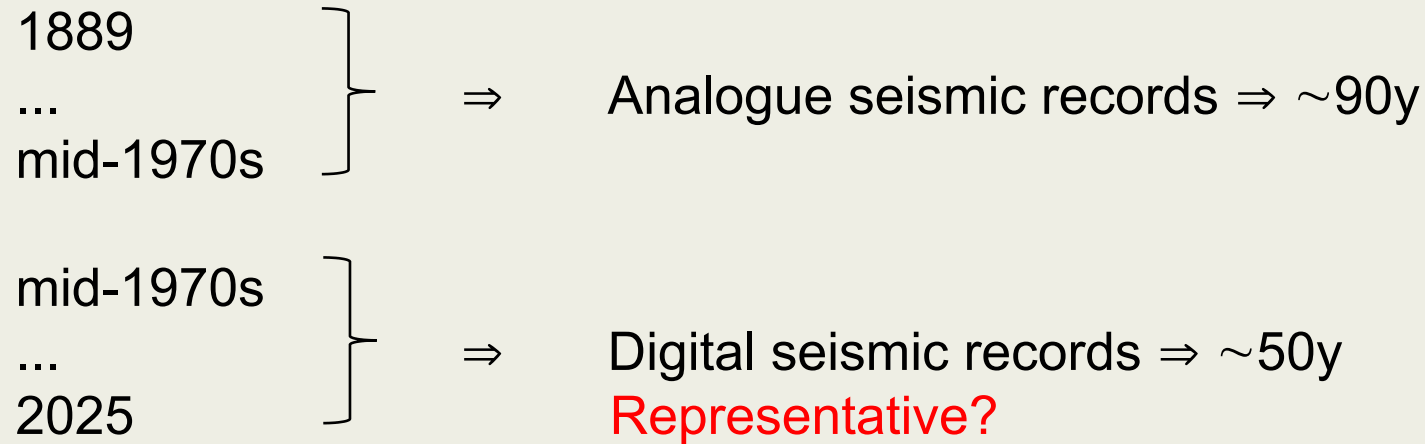 1889
...
mid-1970s
⇒ Analogue seismic records ⇒ ~90y
mid-1970s
...
2025
⇒ Digital seismic records ⇒ ~50y
Representative?